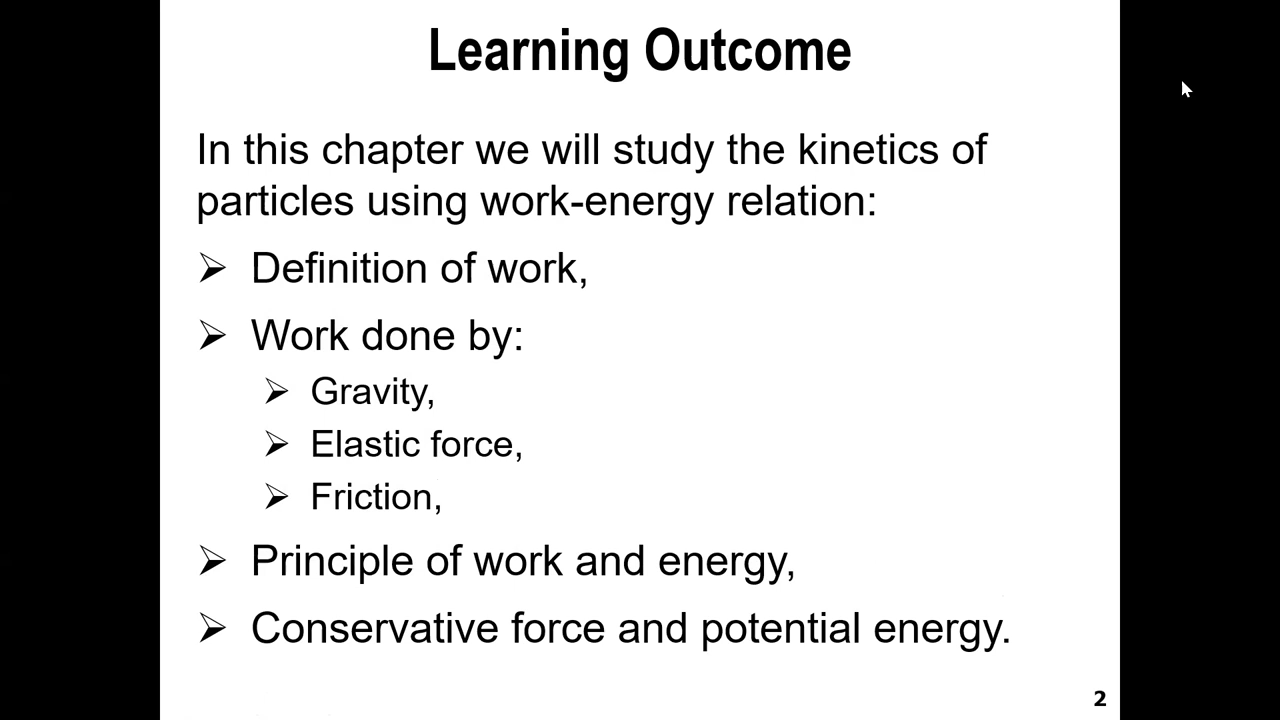 Learning Outcome
In this chapter we will study the kinetics of
particles using work-energy relation:
➢ Definition of work,
➢ Work done by:
➢ Gravity,
➢ Elastic force,
➢ Friction,
➢ Principle of work and energy,
➢ Conservative force and potential energy.
2